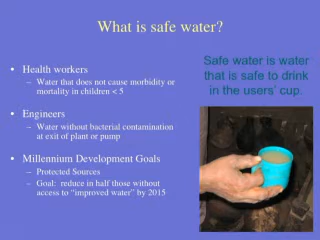 What is safe water?
• Health workers
– Water that does not cause morbidity or
mortality in children < 5
• Engineers
– Water without bacterial contamination
at exit of plant or pump
• Millennium Development Goals
– Protected Sources
– Goal: reduce in half those without
access to “improved water” by 2015
Safe water is water
that is safe to drink
in the users’ cup.